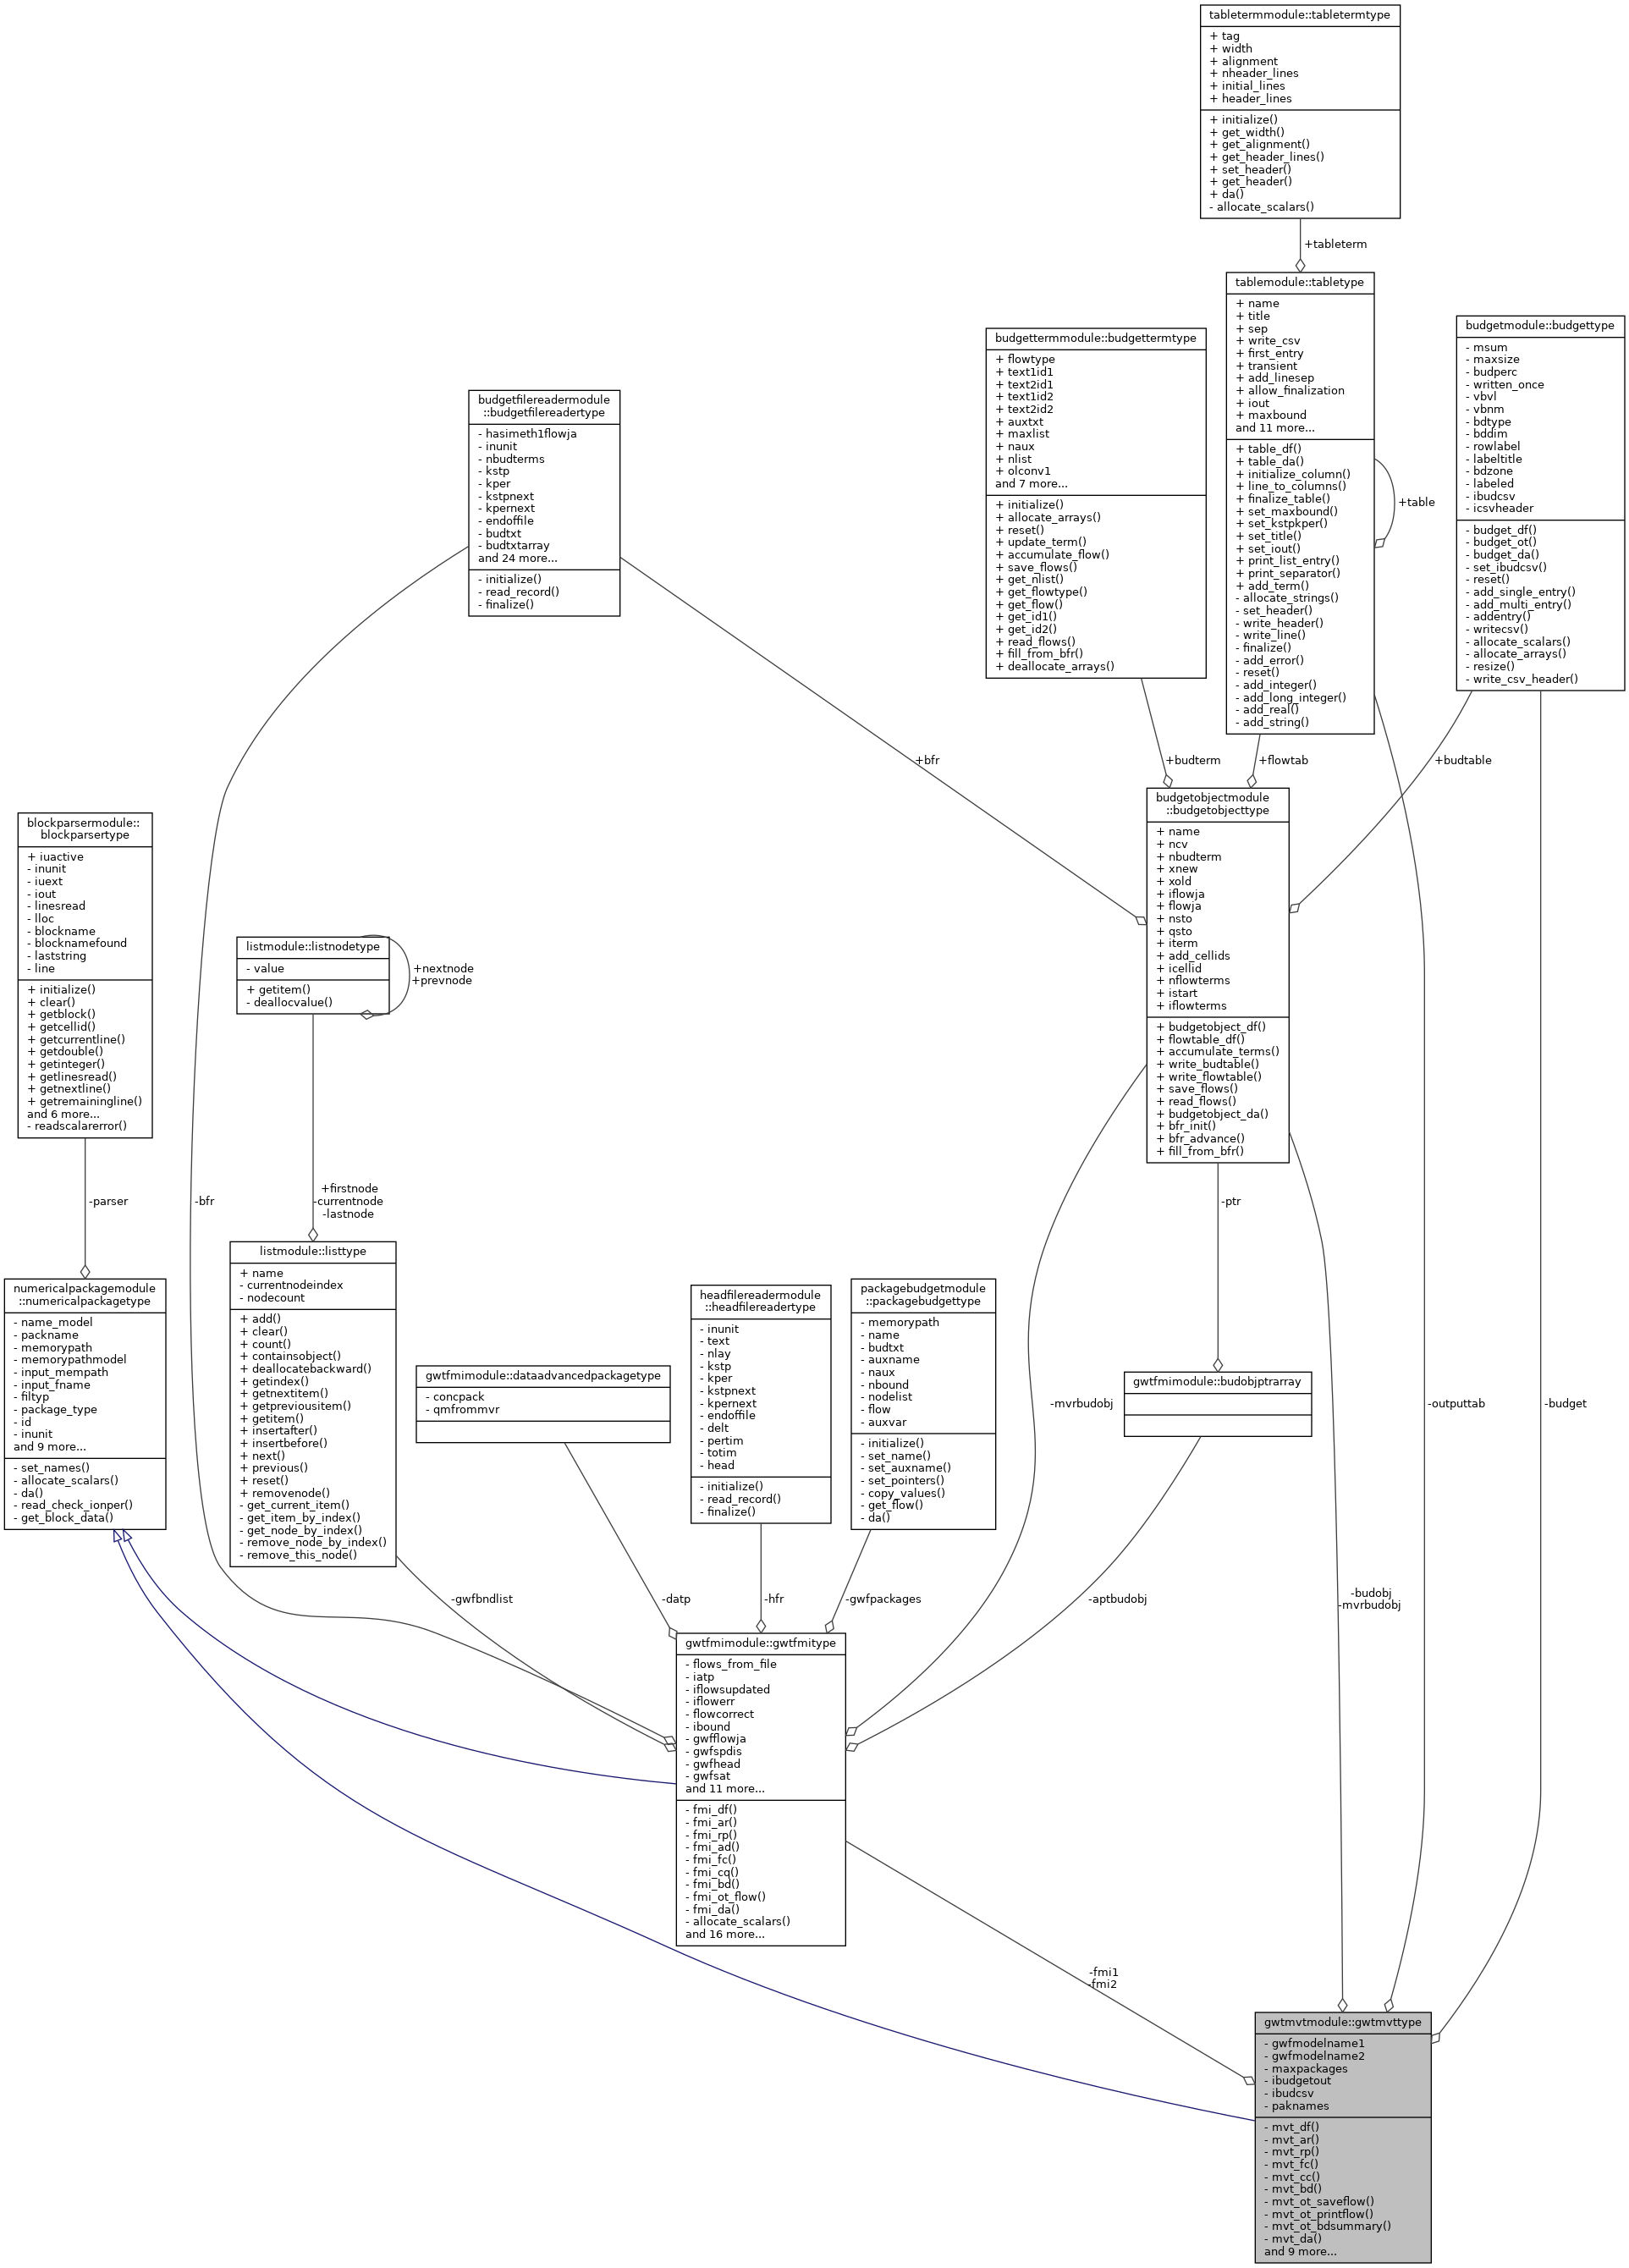 tabletermmodule::tabletermtype
+ tag
+ width
+ alignment
+ nheader_lines
+ initial_lines
+ header_lines
+ initialize()
+ get_width()
+ get_alignment()
+ get_header_lines()
+ set_header()
+ get_header()
+ da()
- allocate_scalars()
+tableterm
tablemodule::tabletype
+ name
+ title
+ sep
+ write_csv
+ first_entry
+ transient
+ add_linesep
+ allow_finalization
+ iout
+ maxbound
and 11 more...
+ table_df()
+ table_da()
+ initialize_column()
+ line_to_columns()
+ finalize_table()
+ set_maxbound()
+ set_kstpkper()
+ set_title()
+ set_iout()
+ print_list_entry()
+ print_separator()
+ add_term()
- allocate_strings()
- set_header()
- write_header()
- write_line()
- finalize()
- add_error()
- reset()
- add_integer()
- add_long_integer()
- add_real()
- add_string()
+table
budgetmodule::budgettype
- msum
- maxsize
- budperc
- written_once
- vbvl
- vbnm
- bdtype
- bddim
- rowlabel
- labeltitle
- bdzone
- labeled
- ibudcsv
- icsvheader
- budget_df()
- budget_ot()
- budget_da()
- set_ibudcsv()
- reset()
- add_single_entry()
- add_multi_entry()
- addentry()
- writecsv()
- allocate_scalars()
- allocate_arrays()
- resize()
- write_csv_header()
budgettermmodule::budgettermtype
+ flowtype
+ text1id1
+ text2id1
+ text1id2
+ text2id2
+ auxtxt
+ maxlist
+ naux
+ nlist
+ olconv1
and 7 more...
+ initialize()
+ allocate_arrays()
+ reset()
+ update_term()
+ accumulate_flow()
+ save_flows()
+ get_nlist()
+ get_flowtype()
+ get_flow()
+ get_id1()
+ get_id2()
+ read_flows()
+ fill_from_bfr()
+ deallocate_arrays()
budgetfilereadermodule
::budgetfilereadertype
- hasimeth1flowja
- inunit
- nbudterms
- kstp
- kper
- kstpnext
- kpernext
- endoffile
- budtxt
- budtxtarray
and 24 more...
- initialize()
- read_record()
- finalize()
+bfr
+budterm
+flowtab
+budtable
budgetobjectmodule
::budgetobjecttype
+ name
+ ncv
+ nbudterm
+ xnew
+ xold
+ iflowja
+ flowja
+ nsto
+ qsto
+ iterm
+ add_cellids
+ icellid
+ nflowterms
+ istart
+ iflowterms
+ budgetobject_df()
+ flowtable_df()
+ accumulate_terms()
+ write_budtable()
+ write_flowtable()
+ save_flows()
+ read_flows()
+ budgetobject_da()
+ bfr_init()
+ bfr_advance()
+ fill_from_bfr()
blockparsermodule::
blockparsertype
+ iuactive
- inunit
- iuext
- iout
- linesread
- lloc
- blockname
- blocknamefound
- laststring
- line
+ initialize()
+ clear()
+ getblock()
+ getcellid()
+ getcurrentline()
+ getdouble()
+ getinteger()
+ getlinesread()
+ getnextline()
+ getremainingline()
and 6 more...
- readscalarerror()
listmodule::listnodetype
- value
+ getitem()
- deallocvalue()
+nextnode
+prevnode
-parser
-bfr
+firstnode
-currentnode
-lastnode
-ptr
numericalpackagemodule
::numericalpackagetype
- name_model
- packname
- memorypath
- memorypathmodel
- input_mempath
- input_fname
- filtyp
- package_type
- id
- inunit
and 9 more...
- set_names()
- allocate_scalars()
- da()
- read_check_ionper()
- get_block_data()
listmodule::listtype
+ name
- currentnodeindex
- nodecount
+ add()
+ clear()
+ count()
+ containsobject()
+ deallocatebackward()
+ getindex()
+ getnextitem()
+ getpreviousitem()
+ getitem()
+ insertafter()
+ insertbefore()
+ next()
+ previous()
+ reset()
+ removenode()
- get_current_item()
- get_item_by_index()
- get_node_by_index()
- remove_node_by_index()
- remove_this_node()
gwtfmimodule::dataadvancedpackagetype
- concpack
- qmfrommvr
headfilereadermodule
::headfilereadertype
- inunit
- text
- nlay
- kstp
- kper
- kstpnext
- kpernext
- endoffile
- delt
- pertim
- totim
- head
- initialize()
- read_record()
- finalize()
packagebudgetmodule
::packagebudgettype
- memorypath
- name
- budtxt
- auxname
- naux
- nbound
- nodelist
- flow
- auxvar
- initialize()
- set_name()
- set_auxname()
- set_pointers()
- copy_values()
- get_flow()
- da()
-mvrbudobj
gwtfmimodule::budobjptrarray
-outputtab
-budget
-gwfbndlist
-datp
-hfr
-gwfpackages
-aptbudobj
-budobj
-mvrbudobj
gwtfmimodule::gwtfmitype
- flows_from_file
- iatp
- iflowsupdated
- iflowerr
- flowcorrect
- ibound
- gwfflowja
- gwfspdis
- gwfhead
- gwfsat
and 11 more...
- fmi_df()
- fmi_ar()
- fmi_rp()
- fmi_ad()
- fmi_fc()
- fmi_cq()
- fmi_bd()
- fmi_ot_flow()
- fmi_da()
- allocate_scalars()
and 16 more...
-fmi1
-fmi2
gwtmvtmodule::gwtmvttype
- gwfmodelname1
- gwfmodelname2
- maxpackages
- ibudgetout
- ibudcsv
- paknames
- mvt_df()
- mvt_ar()
- mvt_rp()
- mvt_fc()
- mvt_cc()
- mvt_bd()
- mvt_ot_saveflow()
- mvt_ot_printflow()
- mvt_ot_bdsummary()
- mvt_da()
and 9 more...